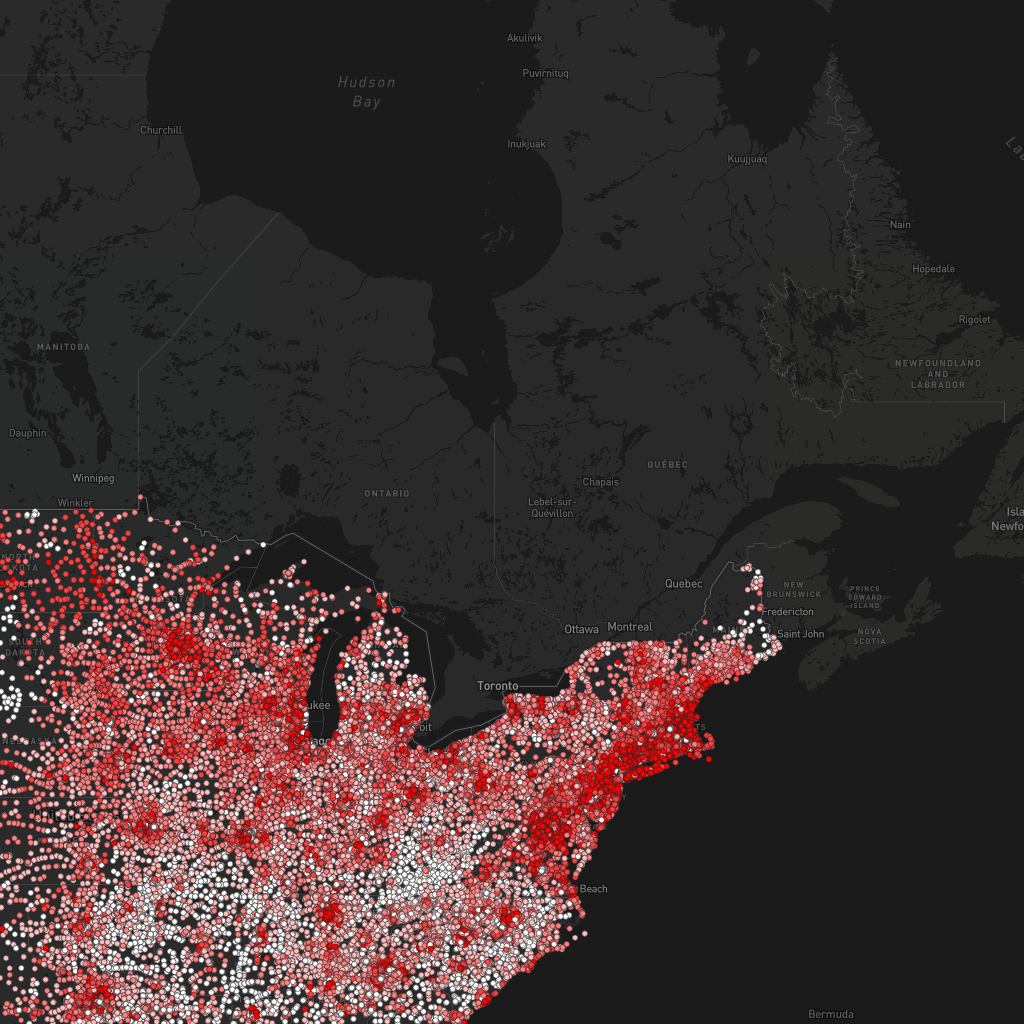 Akulivik
Puvirnituq
Hudson
Bay
Churchill
Inukjuak
Kuujjuaq
Nain
Hopedale
Rigolet
MANITOBA
NEWFOUNDLAND
AND
LABRADOR
Dauphin
QUÉBEC
Winnipeg
Chapais
ONTARIO
Winkler
Lebel-sur-
Quévillon
Isla
Newfo
Quebec
NEW
BRUNSWICK
PRINCE
EDWARD
ISLAND
Fredericton
Ottawa
Montreal
Saint John
NOVA
SCOTIA
Toronto
Beach
Bermuda